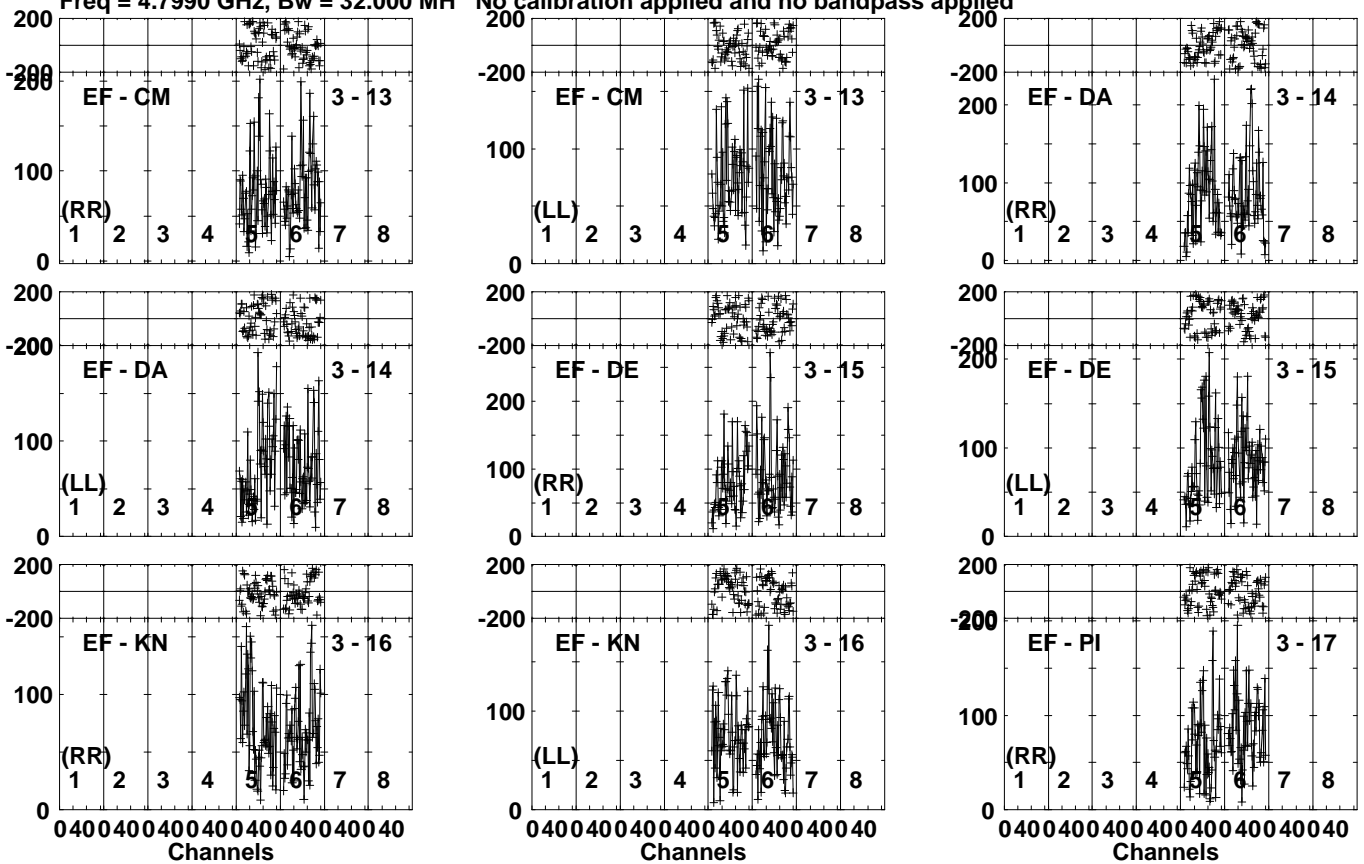 Freq = 4.7990 GHz, Bw = 32.000 MH No calibration applied and no bandpass applied
200 200 200
-200 -200 -200
200
EF - CM 3 - 13 EF - CM 3 - 13 EF - DA 3 - 14
200
100 100 100
(RR) (LL) (RR)
1 2 3 4 5 6 7 8 1 2 3 4 5 6 7 8 1 2 3 4 5 6 7 8
0 0 0
200 200 200
-200 -200 -200
200 200
EF - DA 3 - 14 EF - DE 3 - 15 EF - DE 3 - 15
200
100 100 100
(LL) (RR) (LL)
1 2 3 4 5 6 7 8 1 2 3 4 5 6 7 8 1 2 3 4 5 6 7 8
0 0 0
200 200 200
-200 -200 -200
200
EF - KN 3 - 16 EF - KN 3 - 16 EF - PI 3 - 17
100 100 100
(RR) (LL) (RR)
1 2 3 4 5 6 7 8 1 2 3 4 5 6 7 8 1 2 3 4 5 6 7 8
0 0 0
0 40 0 40 0 40 0 40 0 40 0 40 0 40 0 40 0 40 0 40 0 40 0 40 0 40 0 40 0 40 0 40 0 40 0 40 0 40 0 40 0 40 0 40 0 40 0 40
Channels Channels Channels